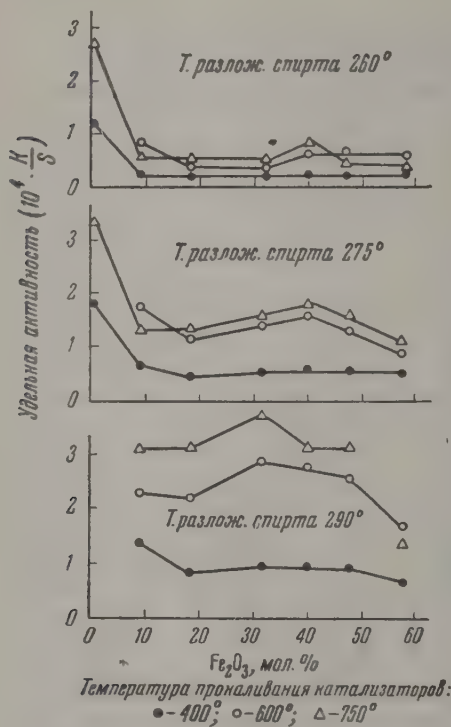 Удельная активность (10⁴ · K/S)
3
Т. разлож. спирта 260°
2
1
0
3
Т. разлож. спирта 275°
2
1
0
3
2
Т. разлож. спирта 290°
1
0
0 10 20 30 40 50 60
Fe₂O₃, мол. %
Температура прокаливания катализаторов:
●-400°; ○-600°; △-750°